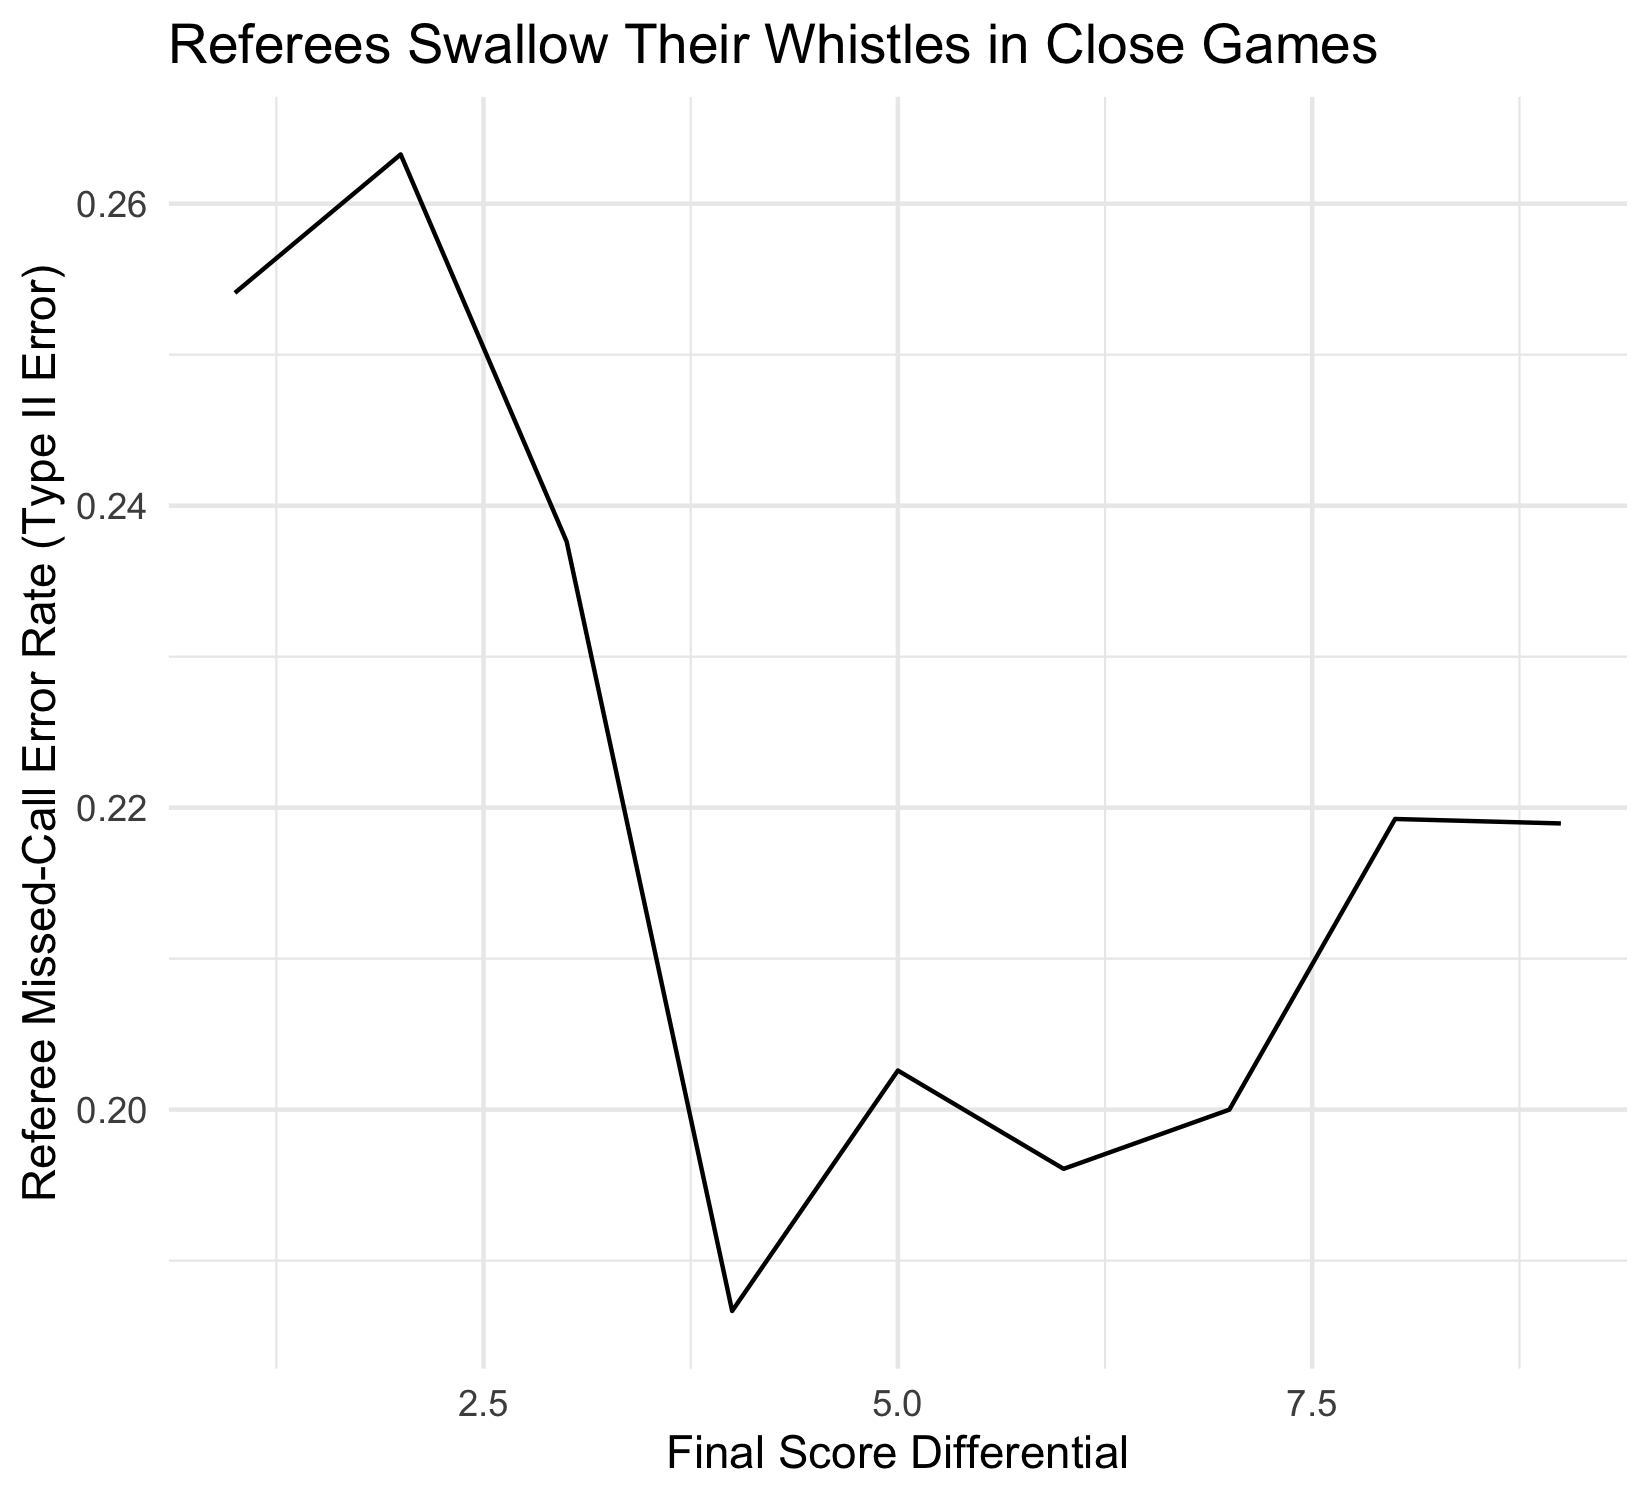 Referees Swallow Their Whistles in Close Games
Referee Missed-Call Error Rate (Type II Error)
0.26
0.24
0.22
0.20
2.5 5.0 7.5
Final Score Differential